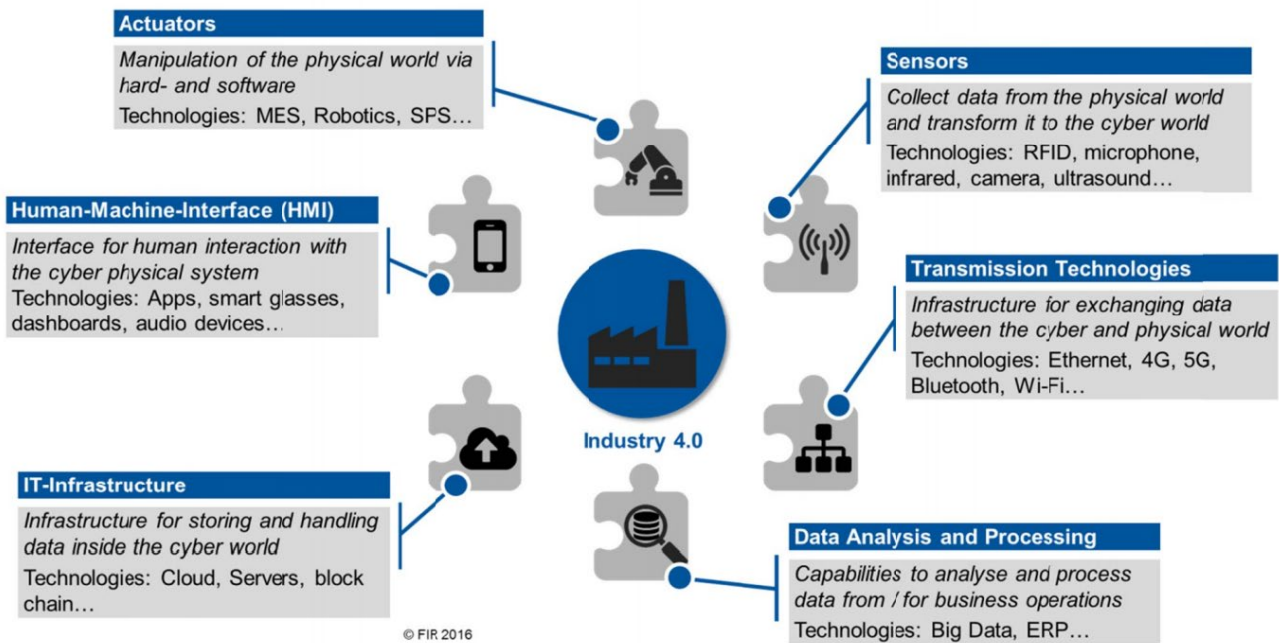 Actuators
Manipulation of the physical world via
hard- and software
Technologies: MES, Robotics, SPS...
Sensors
Collect data from the physical world
and transform it to the cyber world
Technologies: RFID, microphone,
infrared, camera, ultrasound...
Human-Machine-Interface (HMI)
Interface for human interaction with
the cyber physical system
Technologies: Apps, smart glasses,
dashboards, audio devices...
Transmission Technologies
Infrastructure for exchanging data
between the cyber and physical world
Technologies: Ethernet, 4G, 5G,
Bluetooth, Wi-Fi...
Industry 4.0
IT-Infrastructure
Infrastructure for storing and handling
data inside the cyber world
Technologies: Cloud, Servers, block
chain...
Data Analysis and Processing
Capabilities to analyse and process
data from / for business operations
Technologies: Big Data, ERP...
© FIR 2016